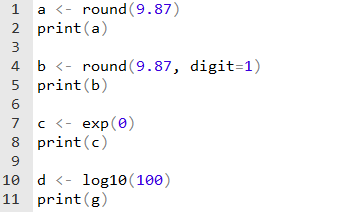 1 a <- round(9.87)
2 print(a)
3
4 b <- round(9.87, digit=1)
5 print(b)
6
7 c <- exp(0)
8 print(c)
9
10 d <- log10(100)
11 print(g)